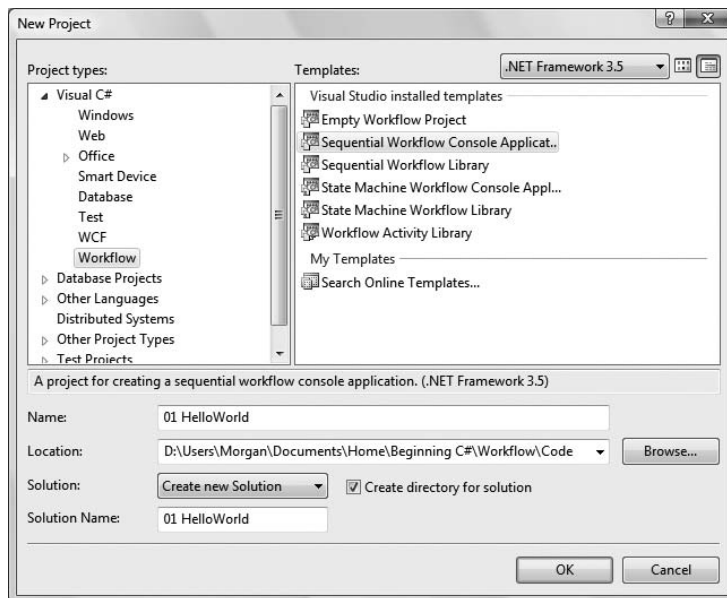 New Project
Project types:
Templates:
.NET Framework 3.5
Visual C#
Windows
Web
Office
Smart Device
Database
Test
WCF
Workflow
Database Projects
Other Languages
Distributed Systems
Other Project Types
Test Projects
Visual Studio installed templates
Empty Workflow Project
Sequential Workflow Console Applicat..
Sequential Workflow Library
State Machine Workflow Console Appl...
State Machine Workflow Library
Workflow Activity Library
My Templates
Search Online Templates...
A project for creating a sequential workflow console application. (.NET Framework 3.5)
Name:
01 HelloWorld
Location:
D:\Users\Morgan\Documents\Home\Beginning C#\Workflow\Code
Browse...
Solution:
Create new Solution
Create directory for solution
Solution Name:
01 HelloWorld
OK
Cancel